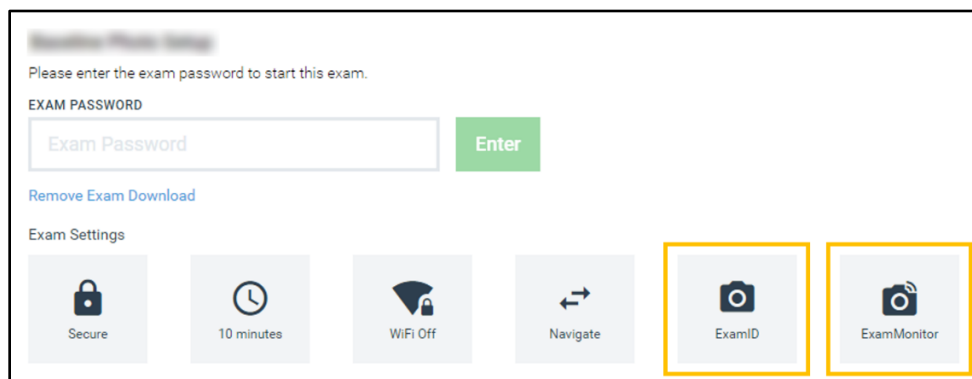 Please enter the exam password to start this exam.
EXAM PASSWORD
Exam Password
Enter
Remove Exam Download
Exam Settings
Secure
10 minutes
WiFi Off
Navigate
ExamID
ExamMonitor